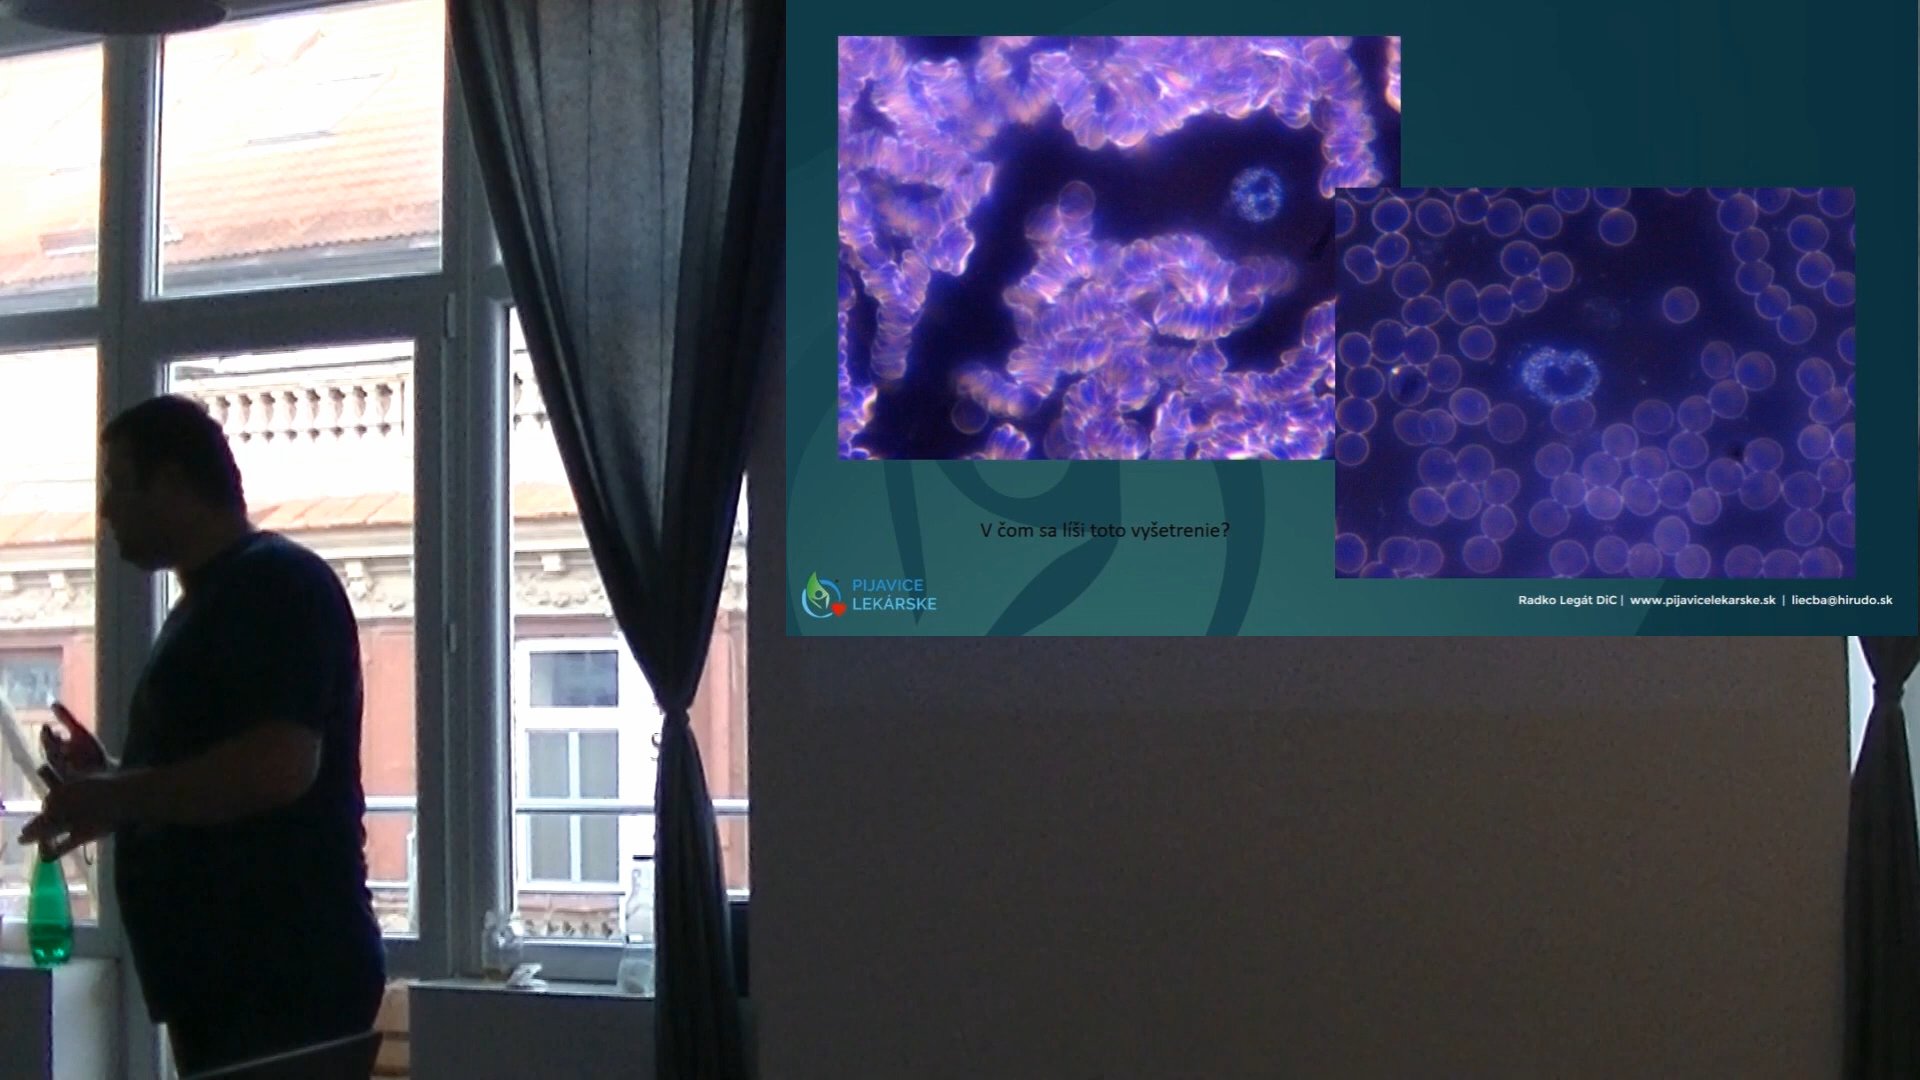 V čom sa líši toto vyšetrenie?
PIJAVICE
LEKÁRSKE
Radko Legát DiC | www.pijavicelekarske.sk | liecba@hirudo.sk